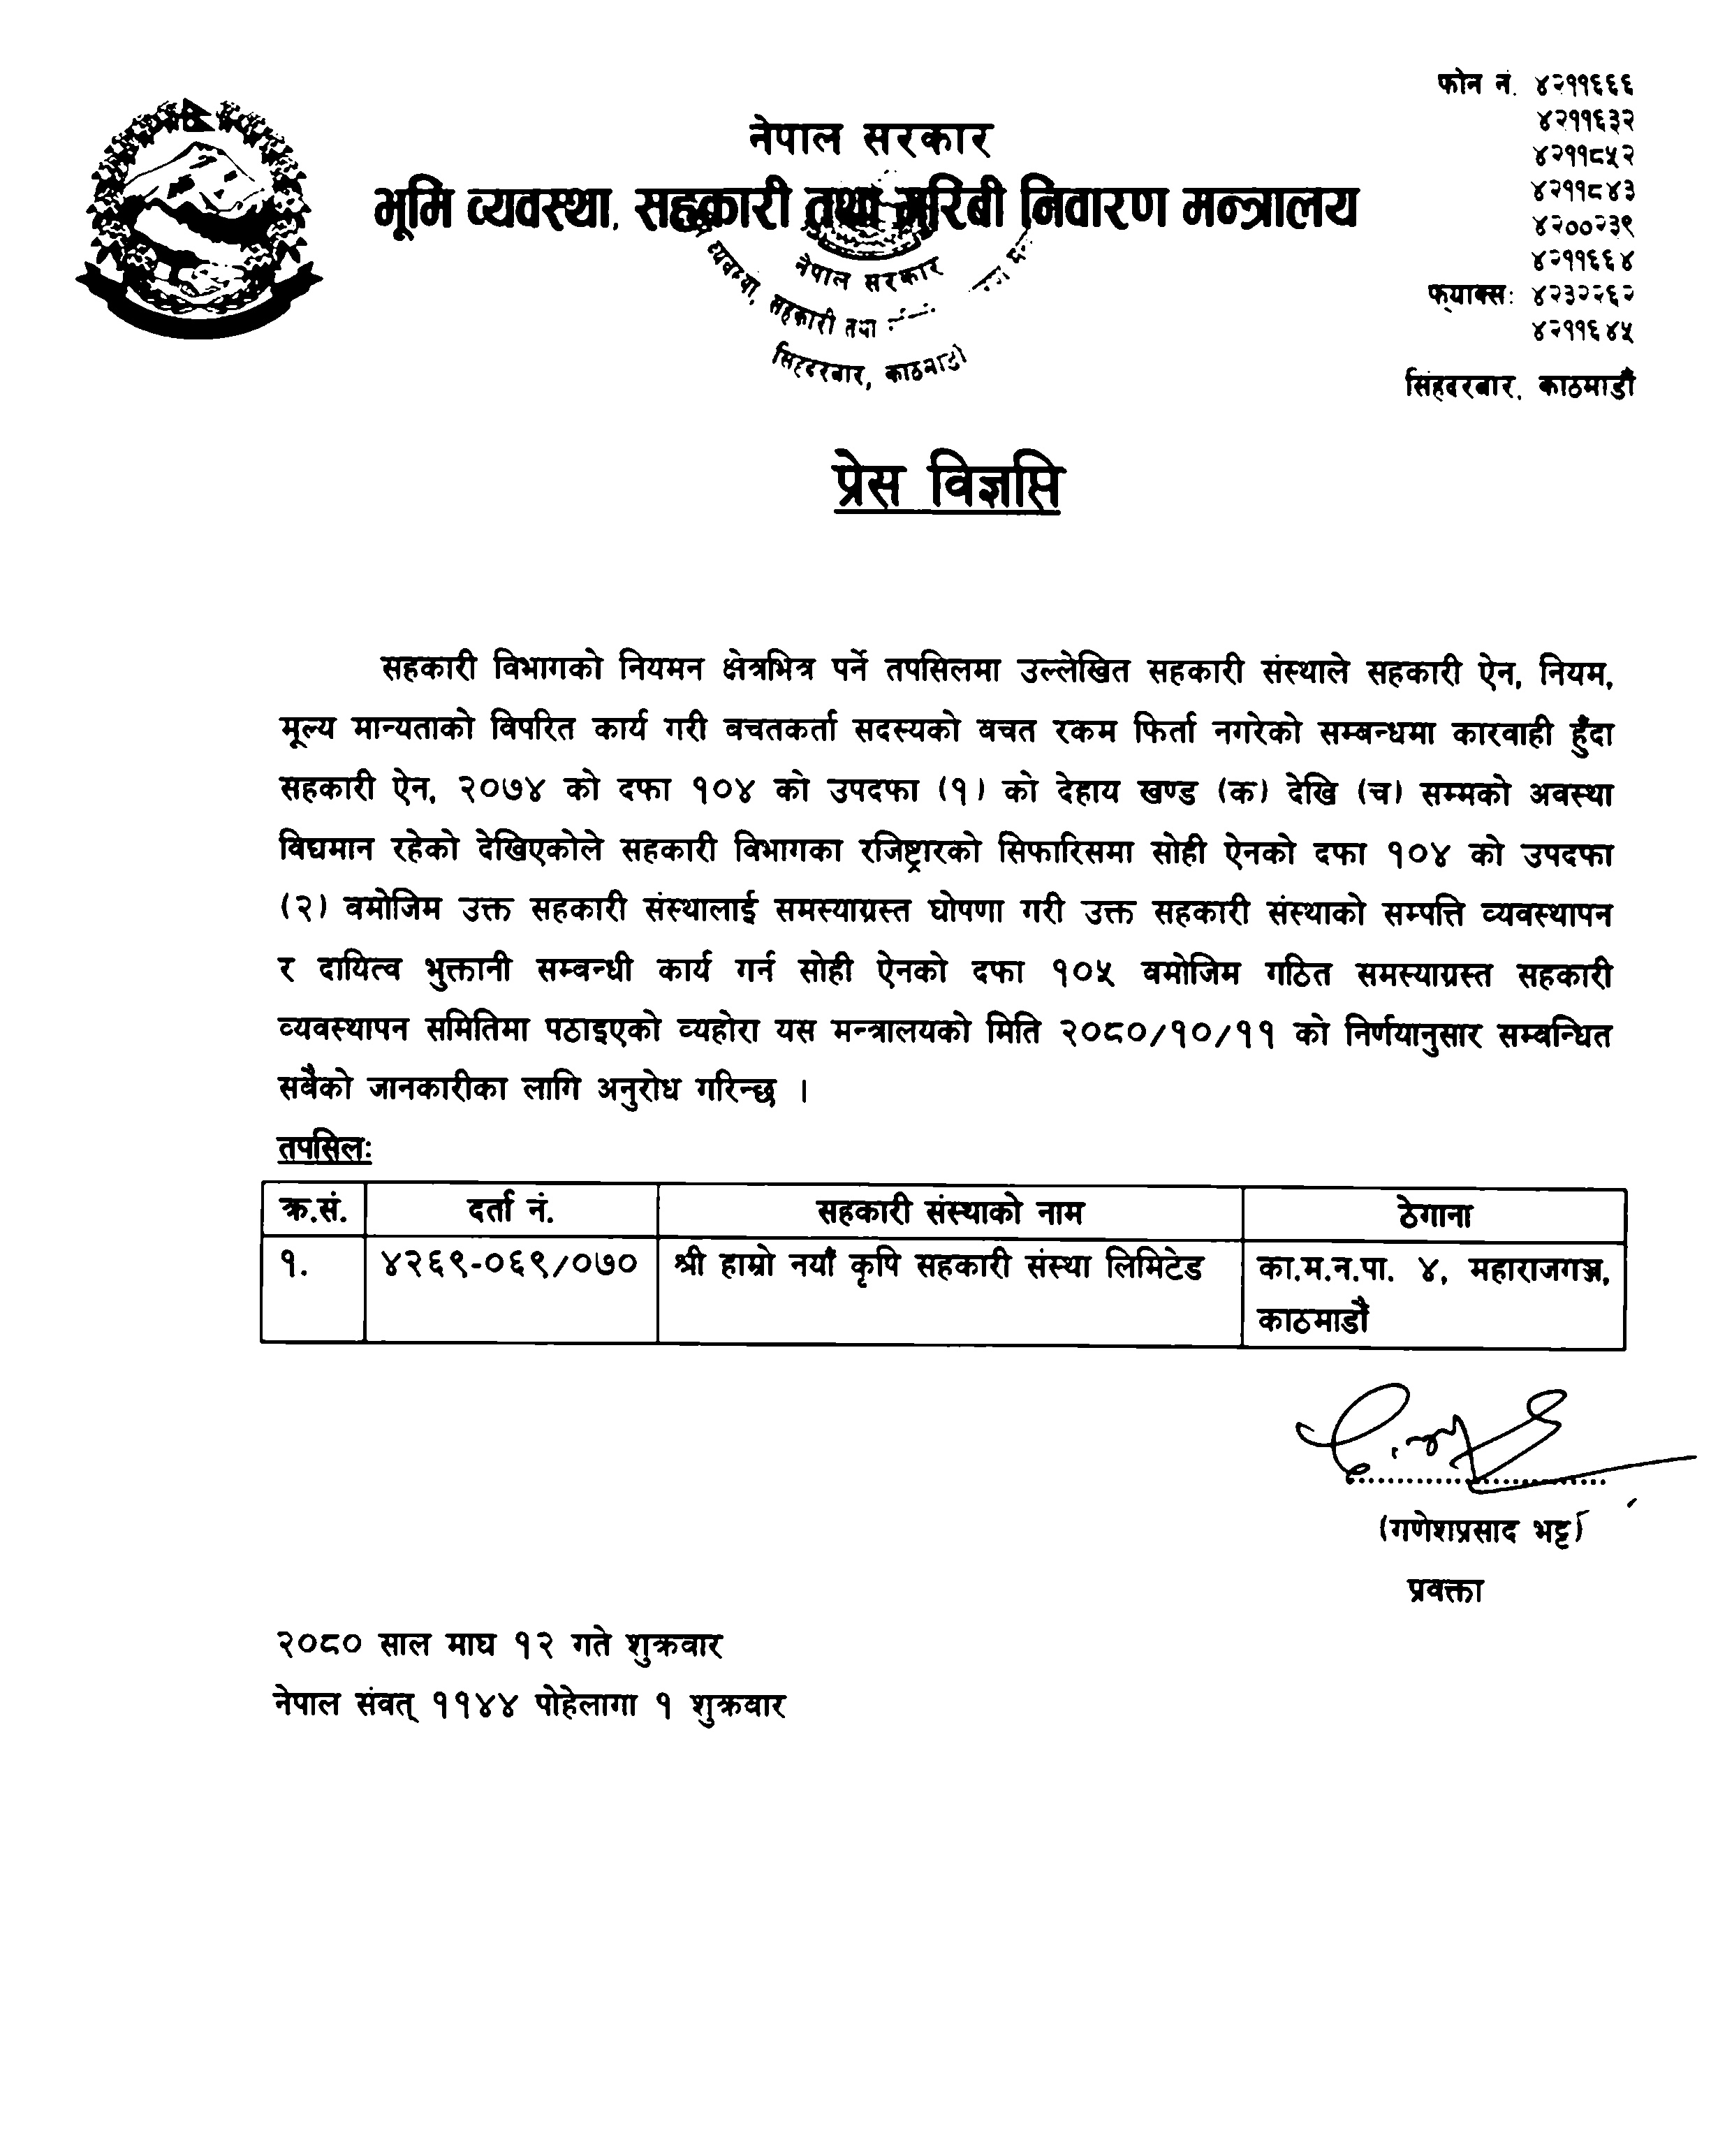 फोन नं. ४२११६६६
४२११६३२
४२११८५२
४२११८४३
४२००२३९
४२११६६४
फ्याक्सः ४२३२२६२
४२११६४५
सिंहदरबार, काठमाडौं
नेपाल सरकार
भूमि व्यवस्था, सहकारी तथा गरिबी निवारण मन्त्रालय
नेपाल सरकार
व्यवस्था, सहकारी तथा
सिंहदरबार, काठमाडौं
प्रेस विज्ञप्ति
सहकारी विभागको नियमन क्षेत्रभित्र पर्ने तपसिलमा उल्लेखित सहकारी संस्थाले सहकारी ऐन, नियम,
मूल्य मान्यताको विपरित कार्य गरी बचतकर्ता सदस्यको बचत रकम फिर्ता नगरेको सम्बन्धमा कारवाही हुँदा
सहकारी ऐन, २०७४ को दफा १०४ को उपदफा (१) को देहाय खण्ड (क) देखि (च) सम्मको अवस्था
विद्यमान रहेको देखिएकोले सहकारी विभागका रजिष्ट्रारको सिफारिसमा सोही ऐनको दफा १०४ को उपदफा
(२) बमोजिम उक्त सहकारी संस्थालाई समस्याग्रस्त घोषणा गरी उक्त सहकारी संस्थाको सम्पत्ति व्यवस्थापन
र दायित्व भुक्तानी सम्बन्धी कार्य गर्न सोही ऐनको दफा १०५ बमोजिम गठित समस्याग्रस्त सहकारी
व्यवस्थापन समितिमा पठाइएको व्यहोरा यस मन्त्रालयको मिति २०८०/१०/११ को निर्णयानुसार सम्बन्धित
सबैको जानकारीका लागि अनुरोध गरिन्छ ।
तपसिलः
क्र.सं. दर्ता नं. सहकारी संस्थाको नाम ठेगाना
१. ४२६९-०६९/०७० श्री हाम्रो नयाँ कृषि सहकारी संस्था लिमिटेड का.म.न.पा. ४, महाराजगञ्ज,
काठमाडौं
(गणेशप्रसाद भट्ट)
प्रवक्ता
२०८० साल माघ १२ गते शुक्रवार
नेपाल संवत् ११४४ पोहेलागा १ शुक्रवार